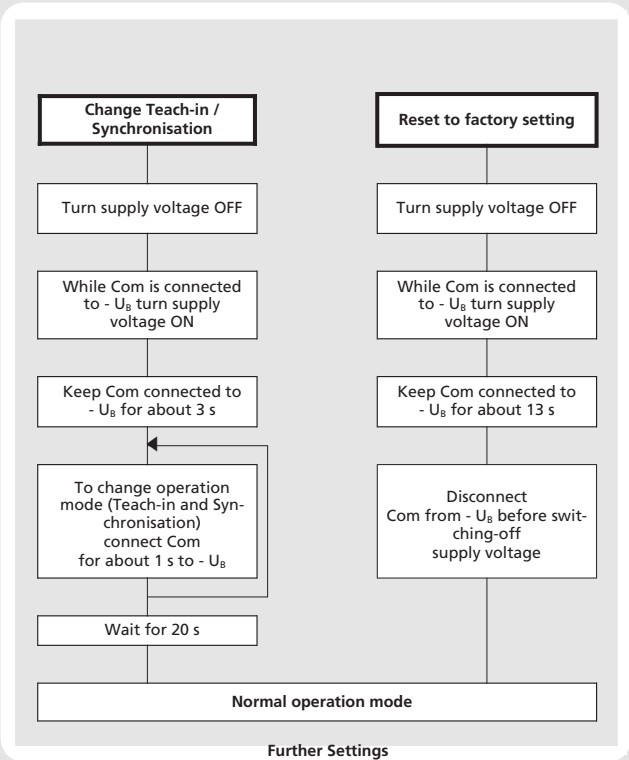 Change Teach-in /
Synchronisation
Turn supply voltage OFF
While Com is connected
to - U_B turn supply
voltage ON
Keep Com connected to
- U_B for about 3 s
To change operation
mode (Teach-in and Syn-
chronisation)
connect Com
for about 1 s to - U_B
Wait for 20 s
Reset to factory setting
Turn supply voltage OFF
While Com is connected
to - U_B turn supply
voltage ON
Keep Com connected to
- U_B for about 13 s
Disconnect
Com from - U_B before swit-
ching-off
supply voltage
Normal operation mode
Further Settings